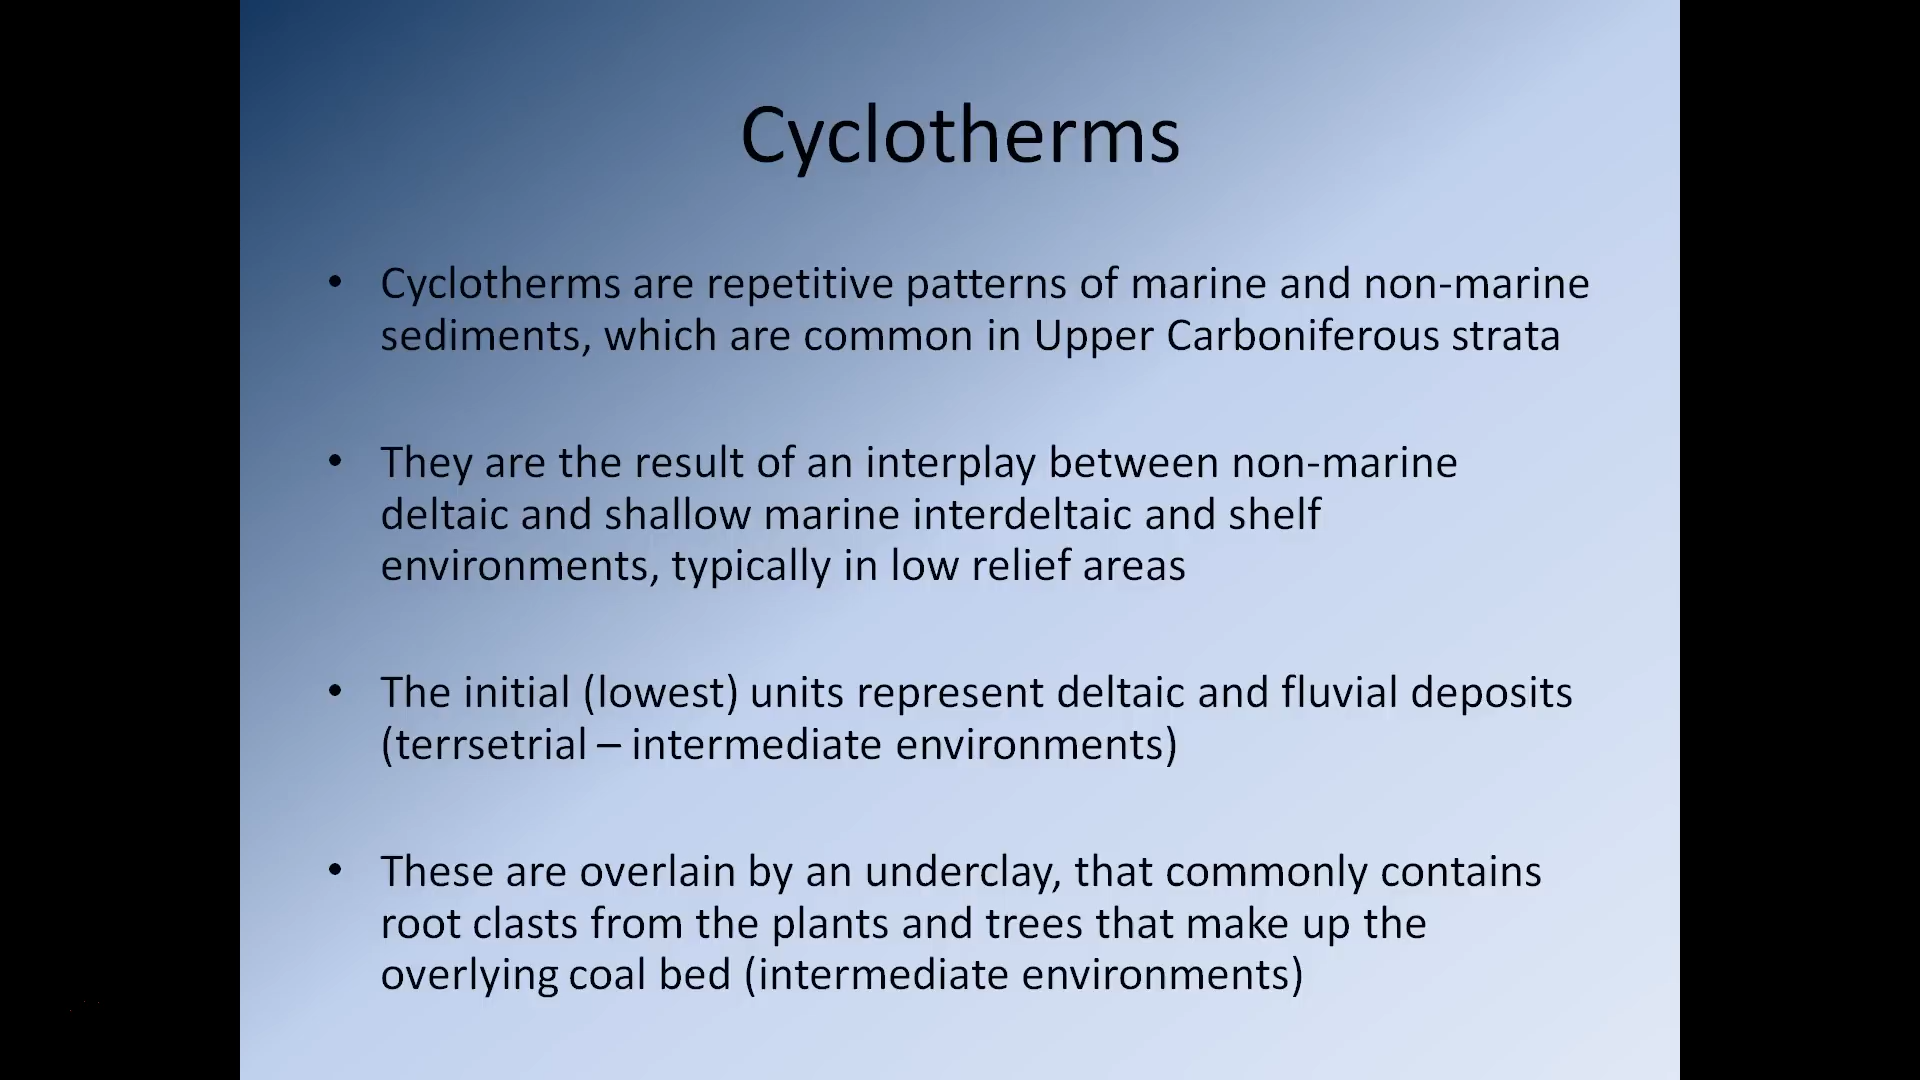 Cyclotherms
• Cyclotherms are repetitive patterns of marine and non-marine
sediments, which are common in Upper Carboniferous strata
• They are the result of an interplay between non-marine
deltaic and shallow marine interdeltaic and shelf
environments, typically in low relief areas
• The initial (lowest) units represent deltaic and fluvial deposits
(terrsetrial – intermediate environments)
• These are overlain by an underclay, that commonly contains
root clasts from the plants and trees that make up the
overlying coal bed (intermediate environments)